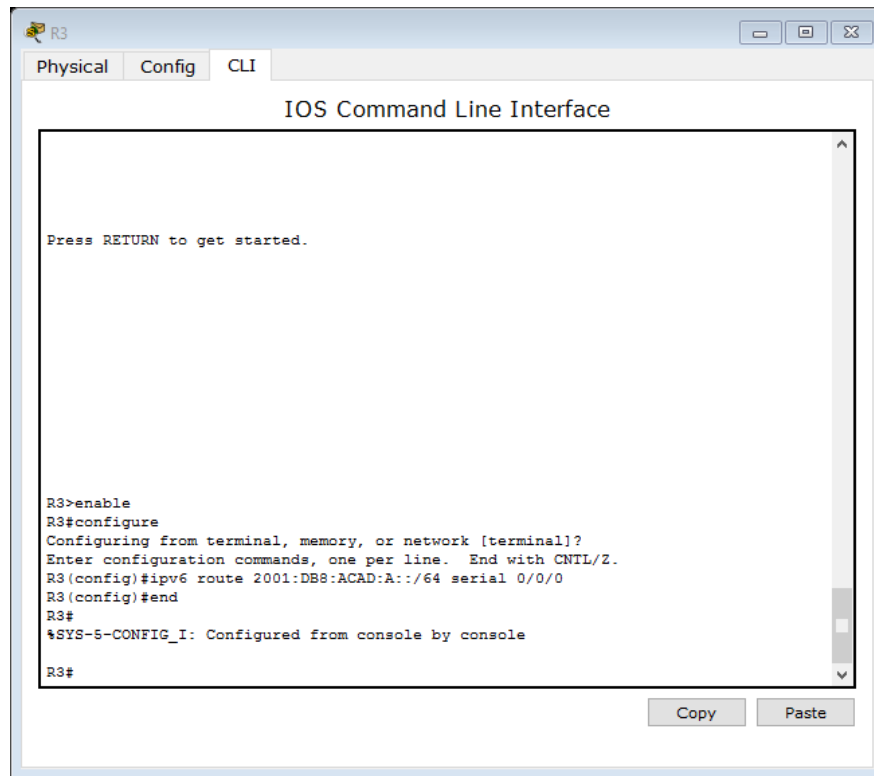 R3
Physical Config CLI
IOS Command Line Interface
Press RETURN to get started.
R3>enable
R3#configure
Configuring from terminal, memory, or network [terminal]?
Enter configuration commands, one per line.  End with CNTL/Z.
R3(config)#ipv6 route 2001:DB8:ACAD:A::/64 serial 0/0/0
R3(config)#end
R3#
%SYS-5-CONFIG_I: Configured from console by console
R3#
Copy Paste